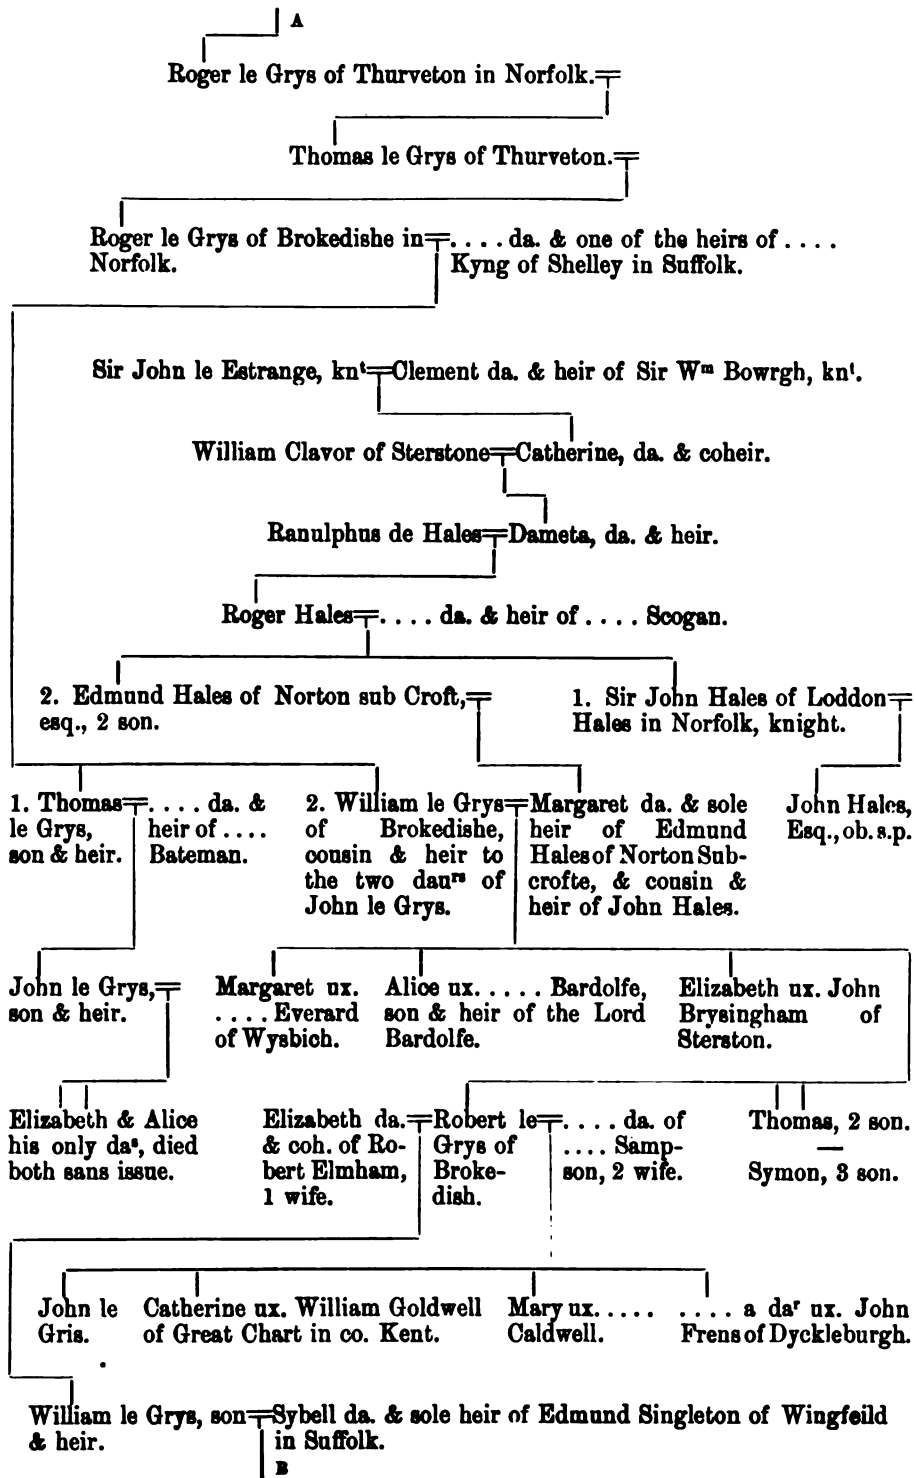 A
Roger le Grys of Thurveton in Norfolk.
Thomas le Grys of Thurveton.
Roger le Grys of Brokedishe in
Norfolk.
. . . . da. & one of the heirs of . . . .
Kyng of Shelley in Suffolk.
Sir John le Estrange, knᵗ
Clement da. & heir of Sir Wᵐ Bowrgh, knᵗ.
William Clavor of Sterstone
Catherine, da. & coheir.
Ranulphus de Hales
Dameta, da. & heir.
Roger Hales
. . . . da. & heir of . . . . Scogan.
2. Edmund Hales of Norton sub Croft,
esq., 2 son.
1. Sir John Hales of Loddon
Hales in Norfolk, knight.
1. Thomas
le Grys,
son & heir.
. . . . da. &
heir of . . . .
Bateman.
2. William le Grys
of Brokedishe,
cousin & heir to
the two dauʳˢ of
John le Grys.
Margaret da. & sole
heir of Edmund
Hales of Norton Sub-
crofte, & cousin &
heir of John Hales.
John Hales,
Esq., ob. s.p.
John le Grys,
son & heir.
Margaret ux.
. . . . Everard
of Wysbich.
Alice ux. . . . . Bardolfe,
son & heir of the Lord
Bardolfe.
Elizabeth ux. John
Brysingham of
Sterston.
Elizabeth & Alice
his only daˢ, died
both sans issue.
Elizabeth da.
& coh. of Ro-
bert Elmham,
1 wife.
Robert le
Grys of
Broke-
dish.
. . . . da. of
. . . . Samp-
son, 2 wife.
Thomas, 2 son.
—
Symon, 3 son.
John le
Gris.
Catherine ux. William Goldwell
of Great Chart in co. Kent.
Mary ux. . . . .
Caldwell.
. . . . a daʳ ux. John
Frens of Dyckleburgh.
William le Grys, son
& heir.
Sybell da. & sole heir of Edmund Singleton of Wingfeild
in Suffolk.
B